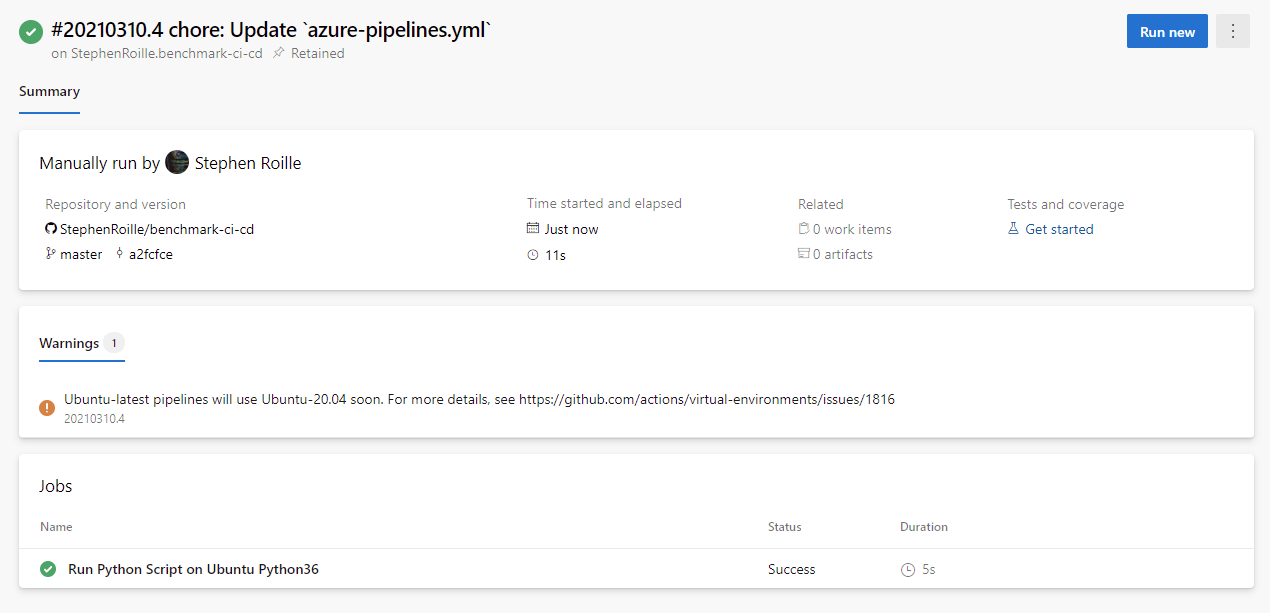 #20210310.4 chore: Update `azure-pipelines.yml`
on StephenRoille.benchmark-ci-cd Retained
Run new
Summary
Manually run by Stephen Roille
Repository and version
StephenRoille/benchmark-ci-cd
master a2fcfce
Time started and elapsed
Just now
11s
Related
0 work items
0 artifacts
Tests and coverage
Get started
Warnings 1
Ubuntu-latest pipelines will use Ubuntu-20.04 soon. For more details, see https://github.com/actions/virtual-environments/issues/1816
20210310.4
Jobs
Name Status Duration
Run Python Script on Ubuntu Python36 Success 5s